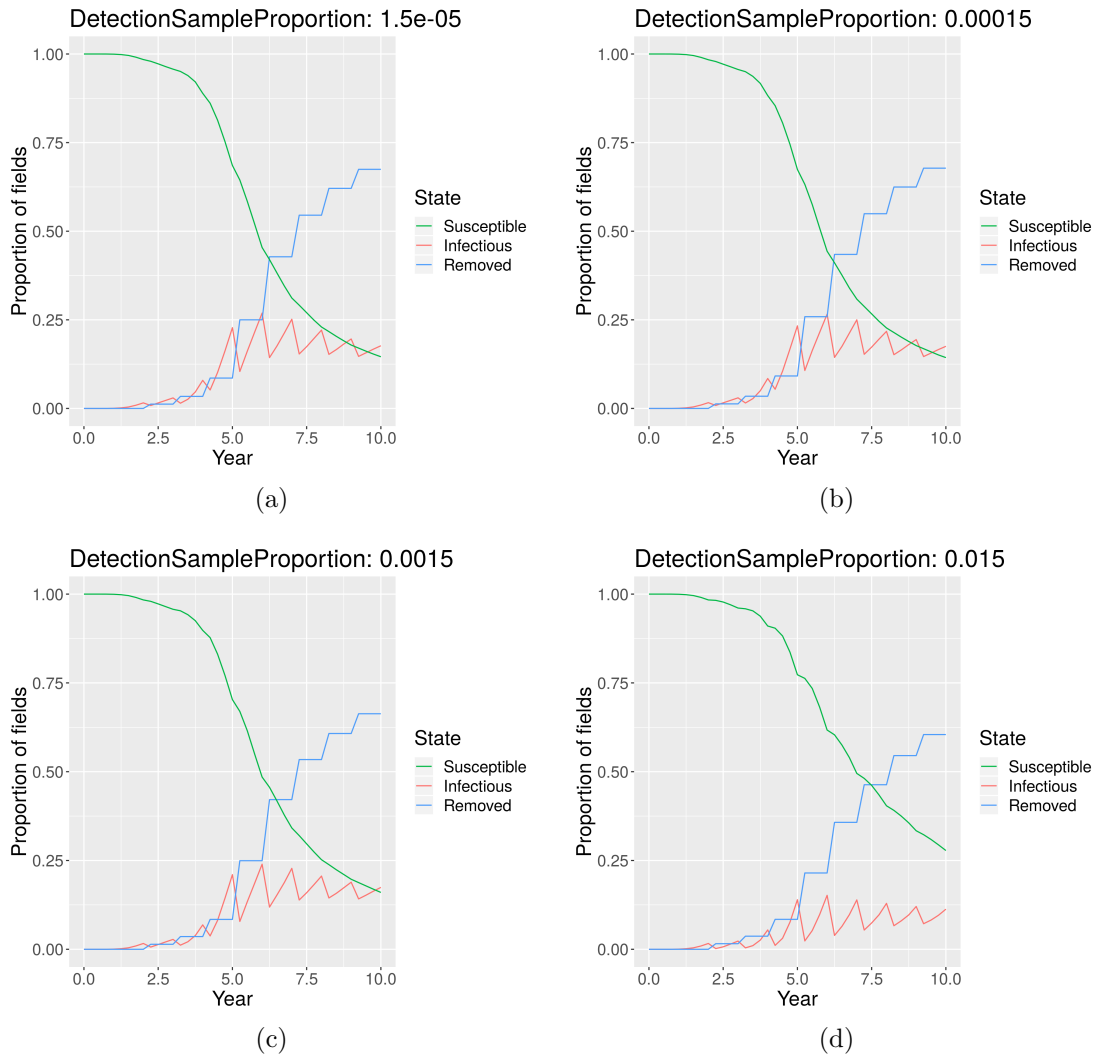 DetectionSampleProportion: 1.5e-05
1.00
0.75
0.50
0.25
0.00
Proportion of fields
0.0 2.5 5.0 7.5 10.0
Year
State
Susceptible
Infectious
Removed
(a)
DetectionSampleProportion: 0.00015
1.00
0.75
0.50
0.25
0.00
Proportion of fields
0.0 2.5 5.0 7.5 10.0
Year
State
Susceptible
Infectious
Removed
(b)
DetectionSampleProportion: 0.0015
1.00
0.75
0.50
0.25
0.00
Proportion of fields
0.0 2.5 5.0 7.5 10.0
Year
State
Susceptible
Infectious
Removed
(c)
DetectionSampleProportion: 0.015
1.00
0.75
0.50
0.25
0.00
Proportion of fields
0.0 2.5 5.0 7.5 10.0
Year
State
Susceptible
Infectious
Removed
(d)